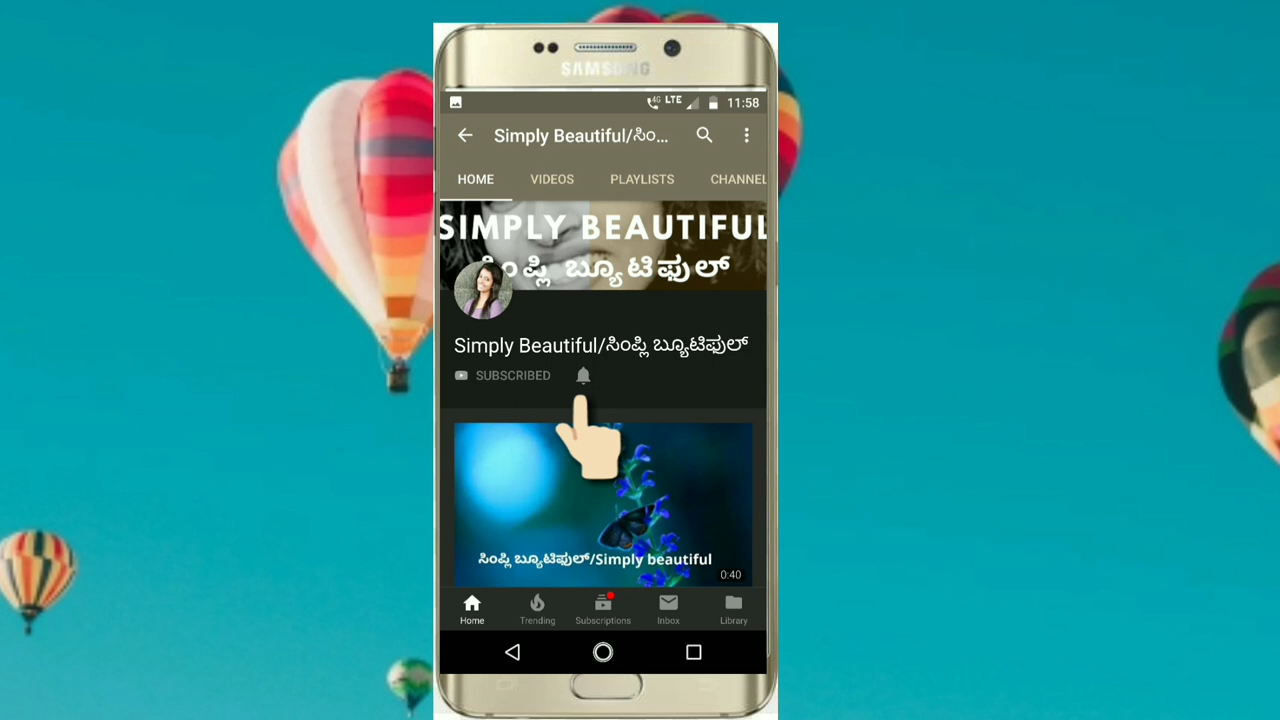 SAMSUNG
4G LTE 11:58
Simply Beautiful/ಸಿಂ...
HOME VIDEOS PLAYLISTS CHANNEL
SIMPLY BEAUTIFUL
ಸಿಂಪ್ಲಿ ಬ್ಯೂಟಿಫುಲ್
Simply Beautiful/ಸಿಂಪ್ಲಿ ಬ್ಯೂಟಿಫುಲ್
SUBSCRIBED
ಸಿಂಪ್ಲಿ ಬ್ಯೂಟಿಫುಲ್/Simply beautiful
0:40
Home Trending Subscriptions Inbox Library